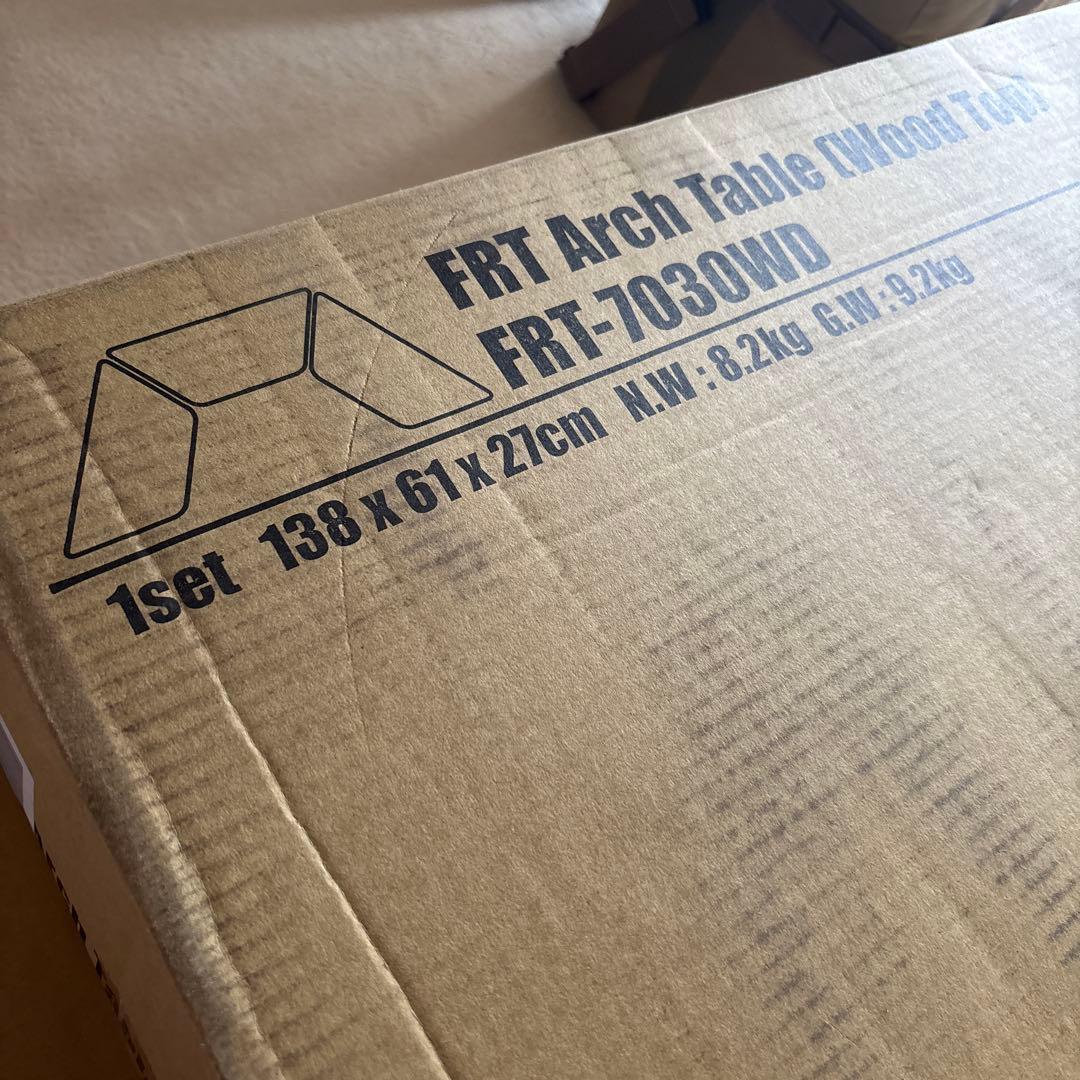 FRT Arch Table (Wood Top)
FRT-7030WD
1set 138 x 61 x 27cm N.W : 8.2kg G.W : 9.2kg